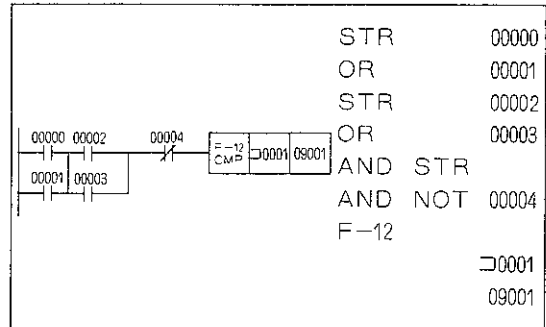 STR 00000
OR 00001
STR 00002
OR 00003
AND STR
AND NOT 00004
F-12
⊐0001
09001
00000 00002 00004
F-12 CMP ⊐0001 09001
00001 00003